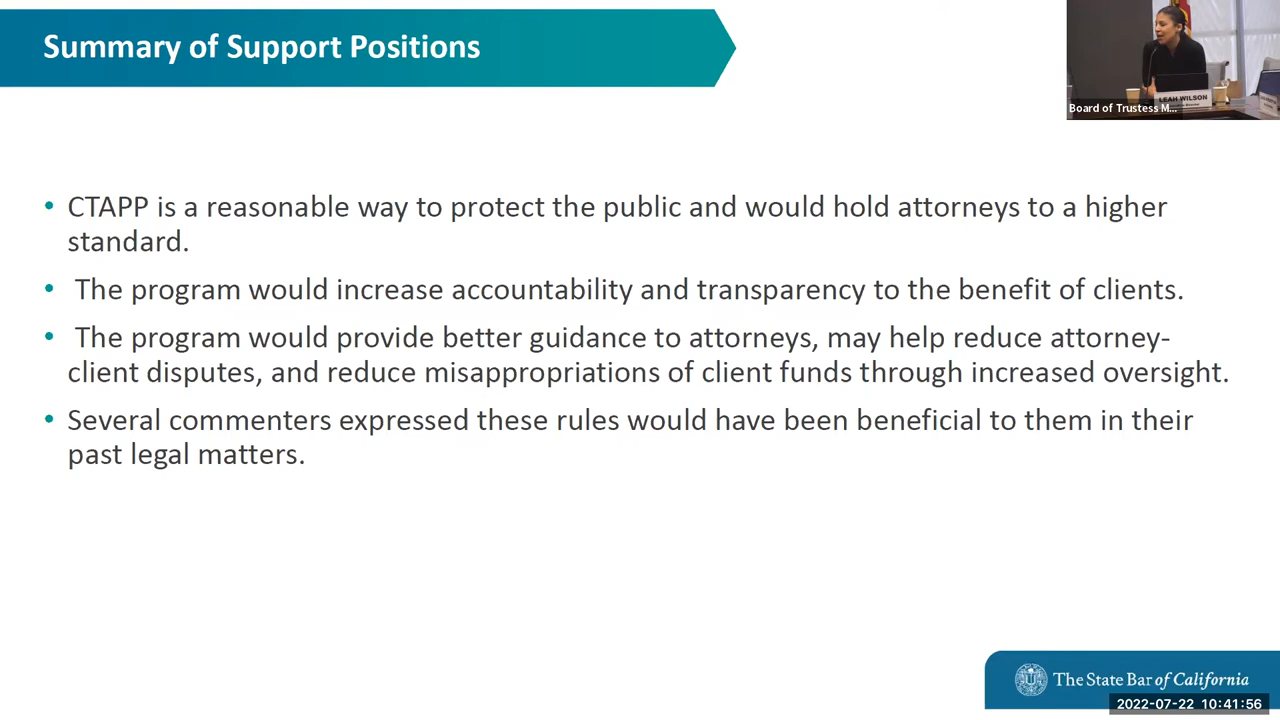 Summary of Support Positions
LEAH WILSON
Board of Trustess M...
• CTAPP is a reasonable way to protect the public and would hold attorneys to a higher
standard.
• The program would increase accountability and transparency to the benefit of clients.
• The program would provide better guidance to attorneys, may help reduce attorney-
client disputes, and reduce misappropriations of client funds through increased oversight.
• Several commenters expressed these rules would have been beneficial to them in their
past legal matters.
The State Bar of California
2022-07-22 10:41:56